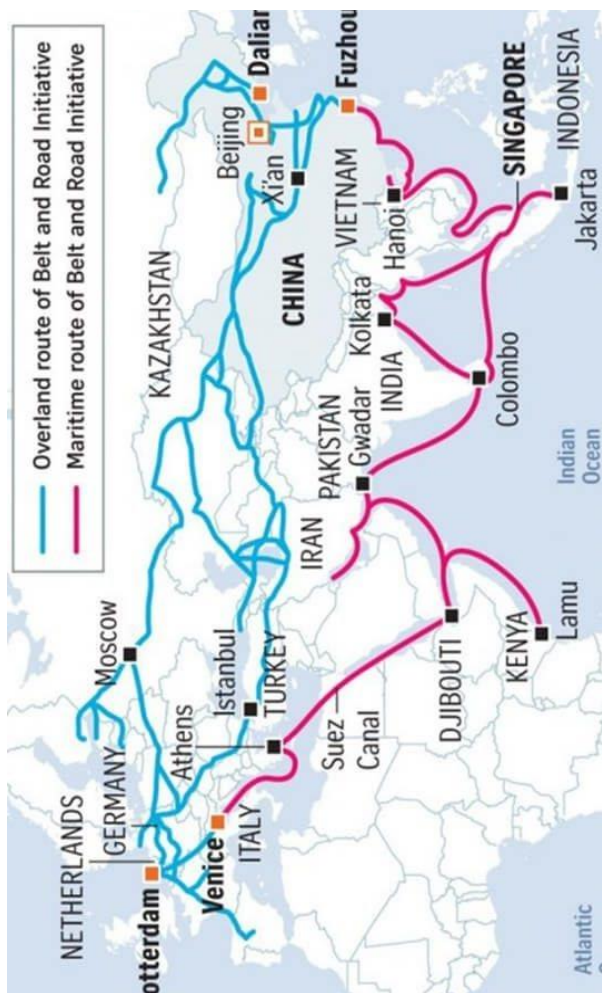 Overland route of Belt and Road Initiative
Maritime route of Belt and Road Initiative
NETHERLANDS
otterdam
GERMANY
Moscow
KAZAKHSTAN
Beijing
Dalian
Venice
ITALY
Athens
Istanbul
TURKEY
Xi'an
CHINA
Fuzhou
IRAN
PAKISTAN
Gwadar
Suez
Canal
Kolkata
INDIA
VIETNAM
Hanoi
DJIBOUTI
Colombo
SINGAPORE
KENYA
Lamu
Jakarta
INDONESIA
Indian
Ocean
Atlantic